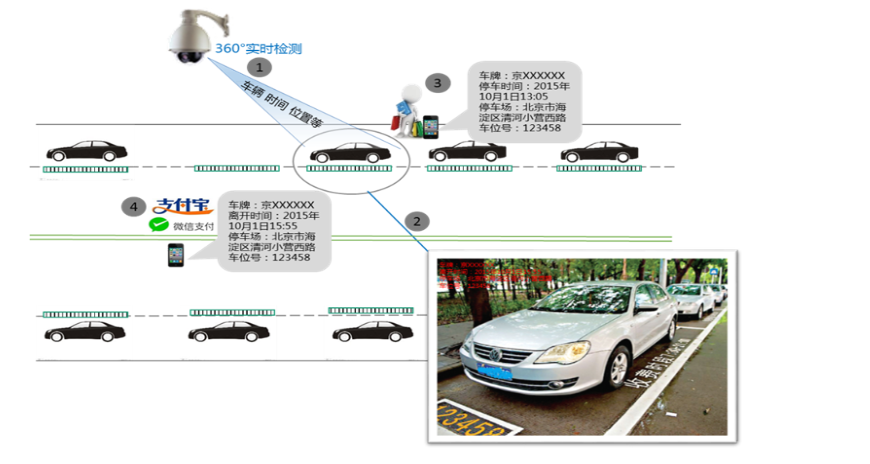 360°实时检测
1
车辆 时间 位置等
3
车牌：京XXXXXX
停车时间：2015年
10月1日13:05
停车场：北京市海
淀区清河小营西路
车位号：123458
4
支付宝
微信支付
车牌：京XXXXXX
离开时间：2015年
10月1日15:55
停车场：北京市海
淀区清河小营西路
车位号：123458
2
收费时段
123458